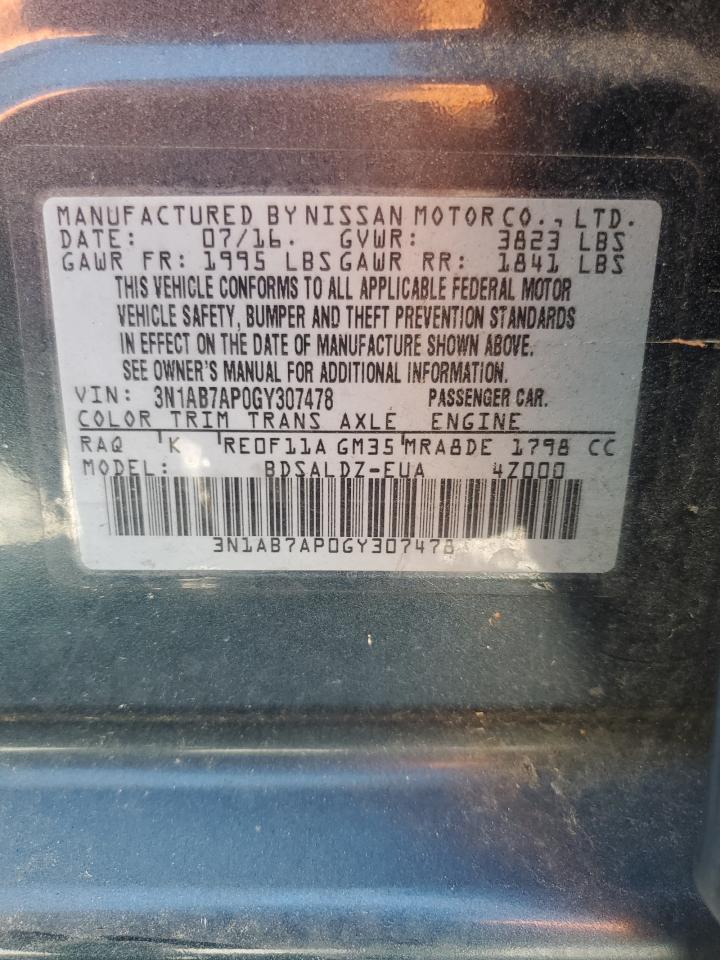 MANUFACTURED BY NISSAN MOTOR CO., LTD.
DATE: 07/16. GVWR: 3823 LBS
GAWR FR: 1995 LBS GAWR RR: 1841 LBS
THIS VEHICLE CONFORMS TO ALL APPLICABLE FEDERAL MOTOR
VEHICLE SAFETY, BUMPER AND THEFT PREVENTION STANDARDS
IN EFFECT ON THE DATE OF MANUFACTURE SHOWN ABOVE.
SEE OWNER'S MANUAL FOR ADDITIONAL INFORMATION.
VIN: 3N1AB7AP0GY307478 PASSENGER CAR.
COLOR TRIM TRANS AXLE ENGINE
RAQ K RE0F11A GM35 MRA8DE 1798 CC
MODEL: BDSALDZ-EUA 4Z000
3N1AB7AP0GY307478